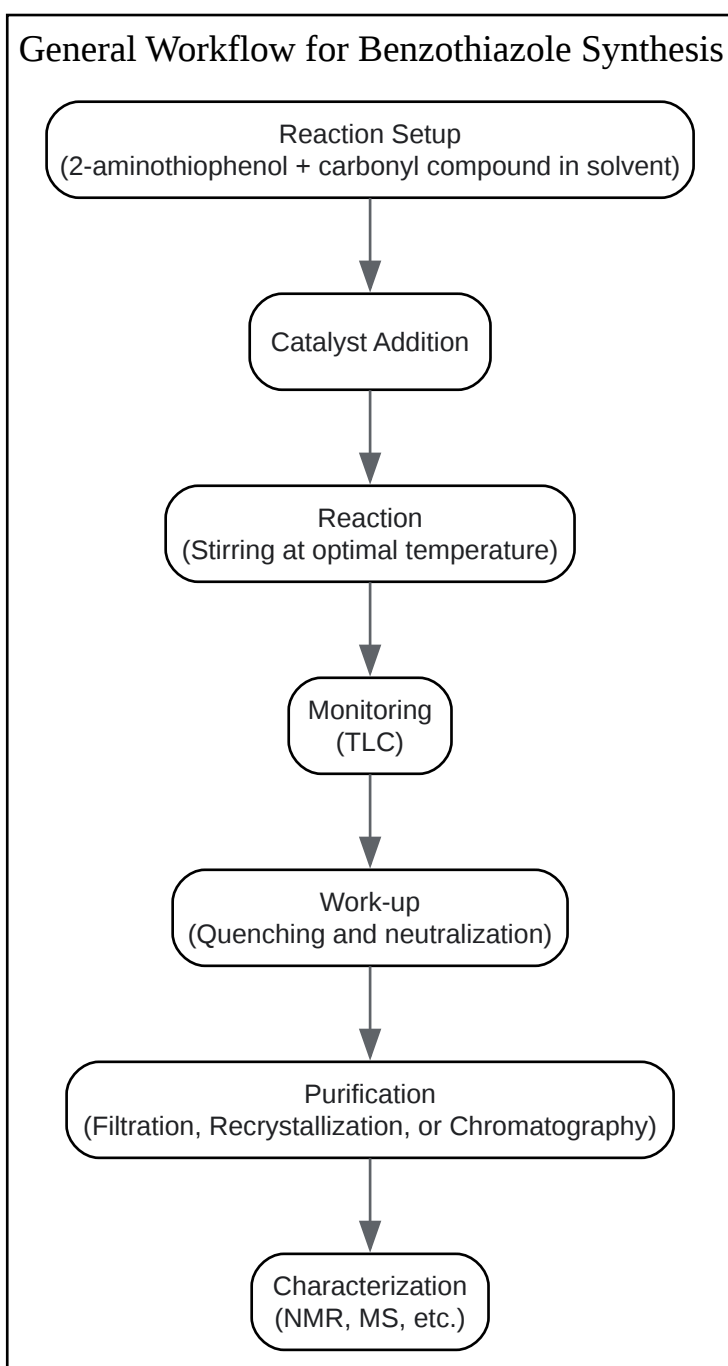 General Workflow for Benzothiazole Synthesis
Reaction Setup
(2-aminothiophenol + carbonyl compound in solvent)
Catalyst Addition
Reaction
(Stirring at optimal temperature)
Monitoring
(TLC)
Work-up
(Quenching and neutralization)
Purification
(Filtration, Recrystallization, or Chromatography)
Characterization
(NMR, MS, etc.)